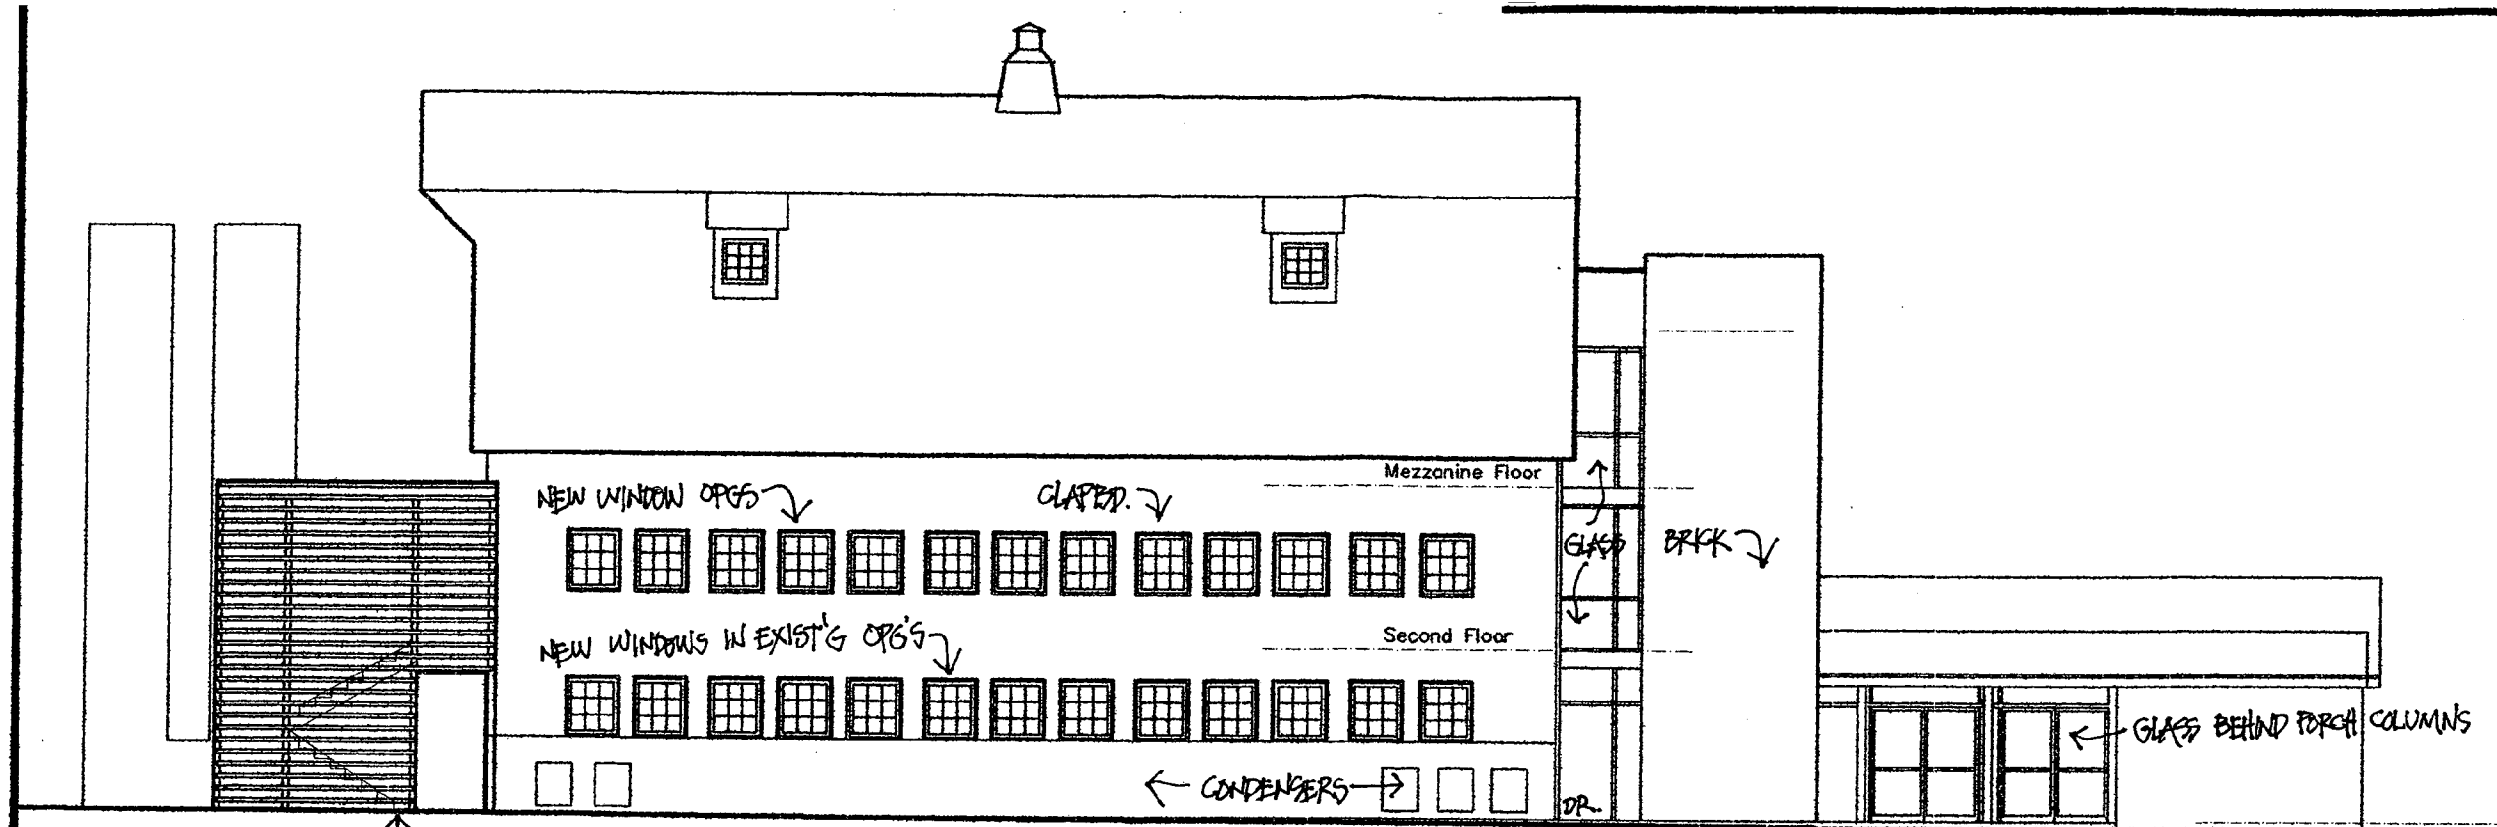 Mezzanine Floor
NEW WINDOW OPGS
CLAPBD.
GLASS
BRICK
Second Floor
NEW WINDOWS IN EXIST'G OPG'S
GLASS BEHIND PORCH COLUMNS
CONDENSERS
DR.